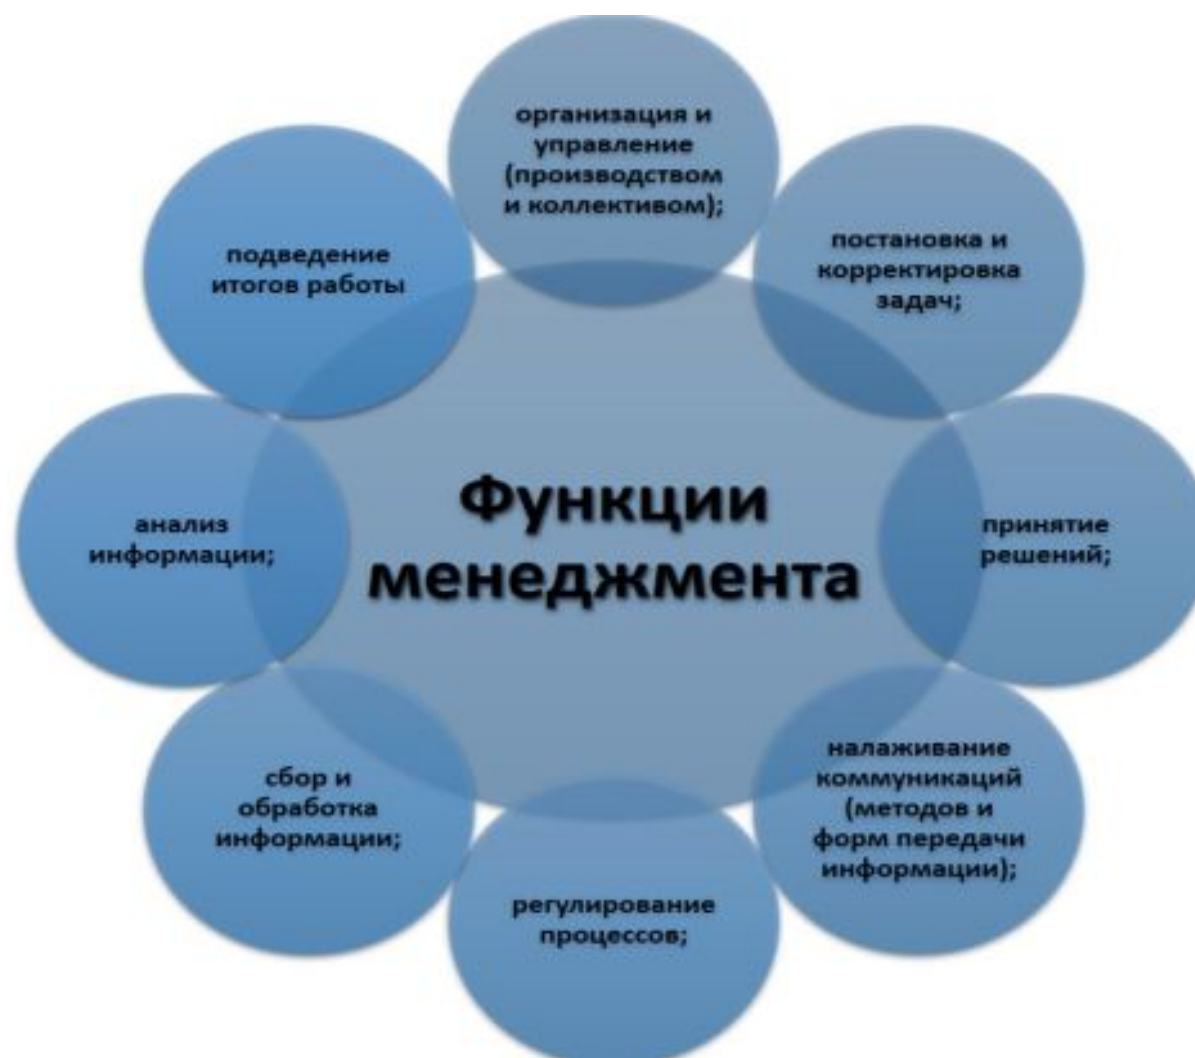 организация и
управление
(производством
и коллективом);
постановка и
корректировка
задач;
принятие
решений;
налаживание
коммуникаций
(методов и
форм передачи
информации);
регулирование
процессов;
сбор и
обработка
информации;
анализ
информации;
подведение
итогов работы
Функции
менеджмента